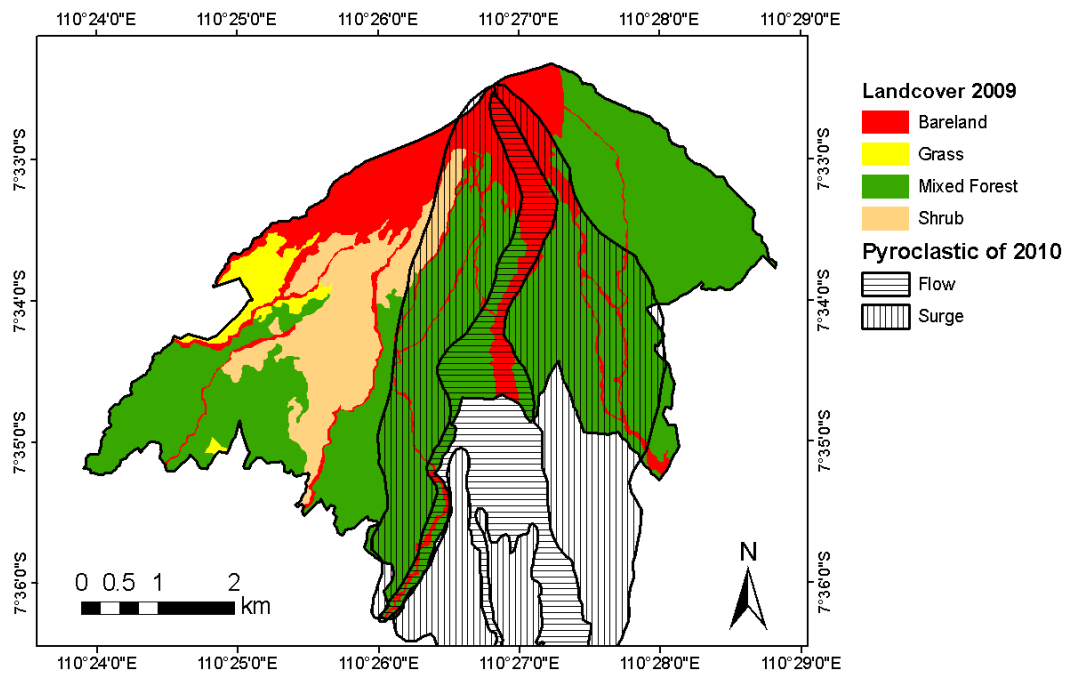 110°24'0"E 110°25'0"E 110°26'0"E 110°27'0"E 110°28'0"E 110°29'0"E
7°33'0"S 7°33'0"S
7°34'0"S 7°34'0"S
7°35'0"S 7°35'0"S
7°36'0"S 7°36'0"S
0 0.5 1 2
km
N
110°24'0"E 110°25'0"E 110°26'0"E 110°27'0"E 110°28'0"E 110°29'0"E
Landcover 2009
Bareland
Grass
Mixed Forest
Shrub
Pyroclastic of 2010
Flow
Surge